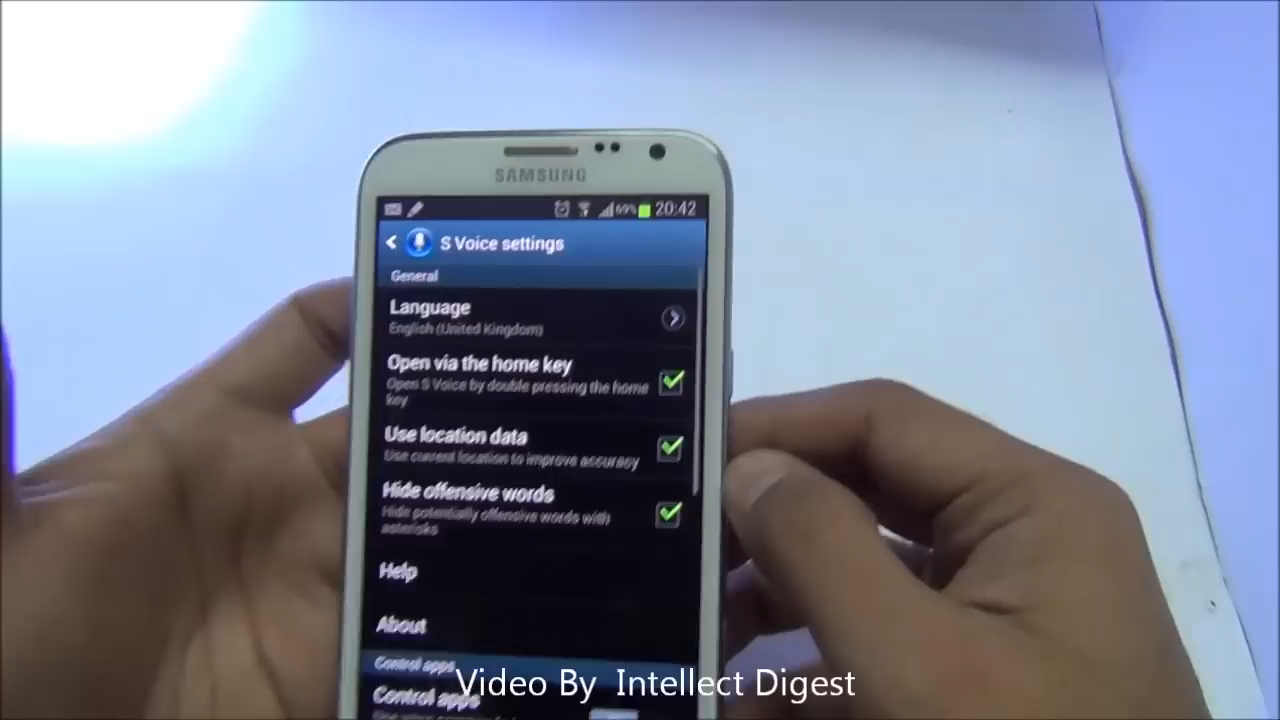 SAMSUNG
69% 20:42
S Voice settings
General
Language
English (United Kingdom)
Open via the home key
Open S Voice by double pressing the home
key
Use location data
Use current location to improve accuracy
Hide offensive words
Hide potentially offensive words with
asterisks
Help
About
Control apps
Control apps
Video By Intellect Digest